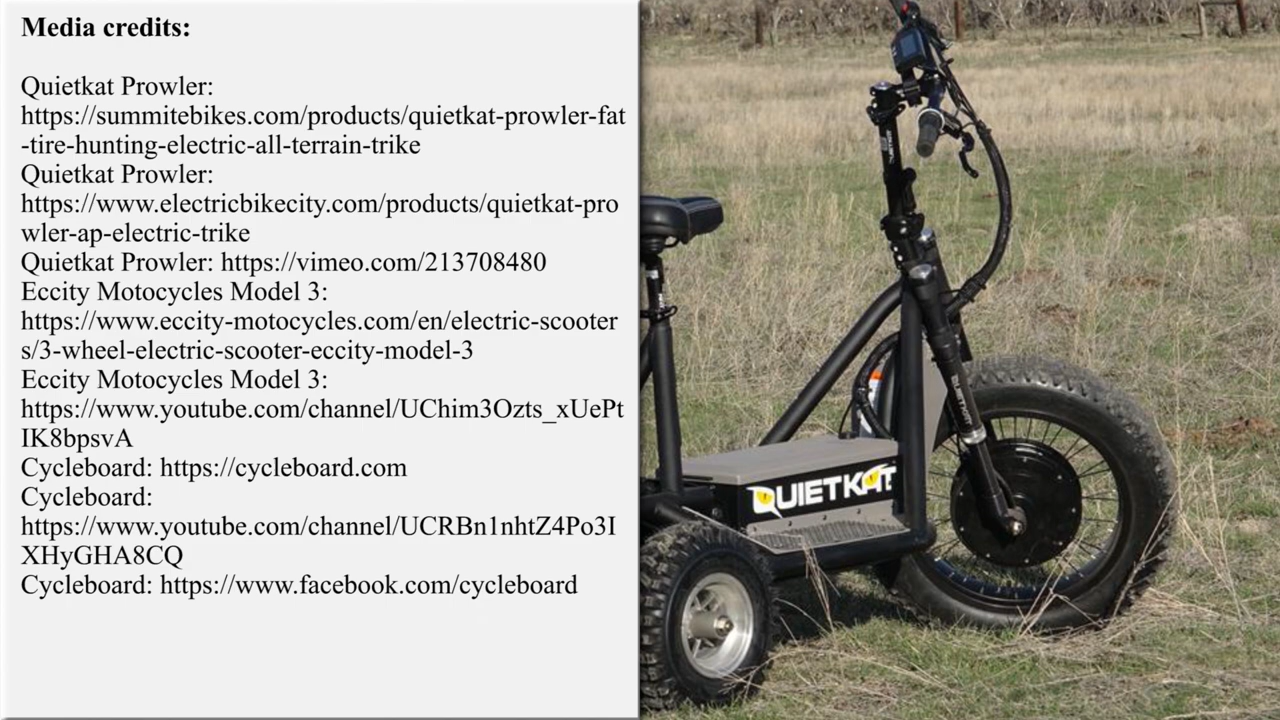 Media credits:
Quietkat Prowler:
https://summitebikes.com/products/quietkat-prowler-fat
-tire-hunting-electric-all-terrain-trike
Quietkat Prowler:
https://www.electricbikecity.com/products/quietkat-pro
wler-ap-electric-trike
Quietkat Prowler: https://vimeo.com/213708480
Eccity Motocycles Model 3:
https://www.eccity-motocycles.com/en/electric-scooter
s/3-wheel-electric-scooter-eccity-model-3
Eccity Motocycles Model 3:
https://www.youtube.com/channel/UChim3Ozts_xUePt
IK8bpsvA
Cycleboard: https://cycleboard.com
Cycleboard:
https://www.youtube.com/channel/UCRBn1nhtZ4Po3I
XHyGHA8CQ
Cycleboard: https://www.facebook.com/cycleboard
QUIETKAT
QUIETKAT